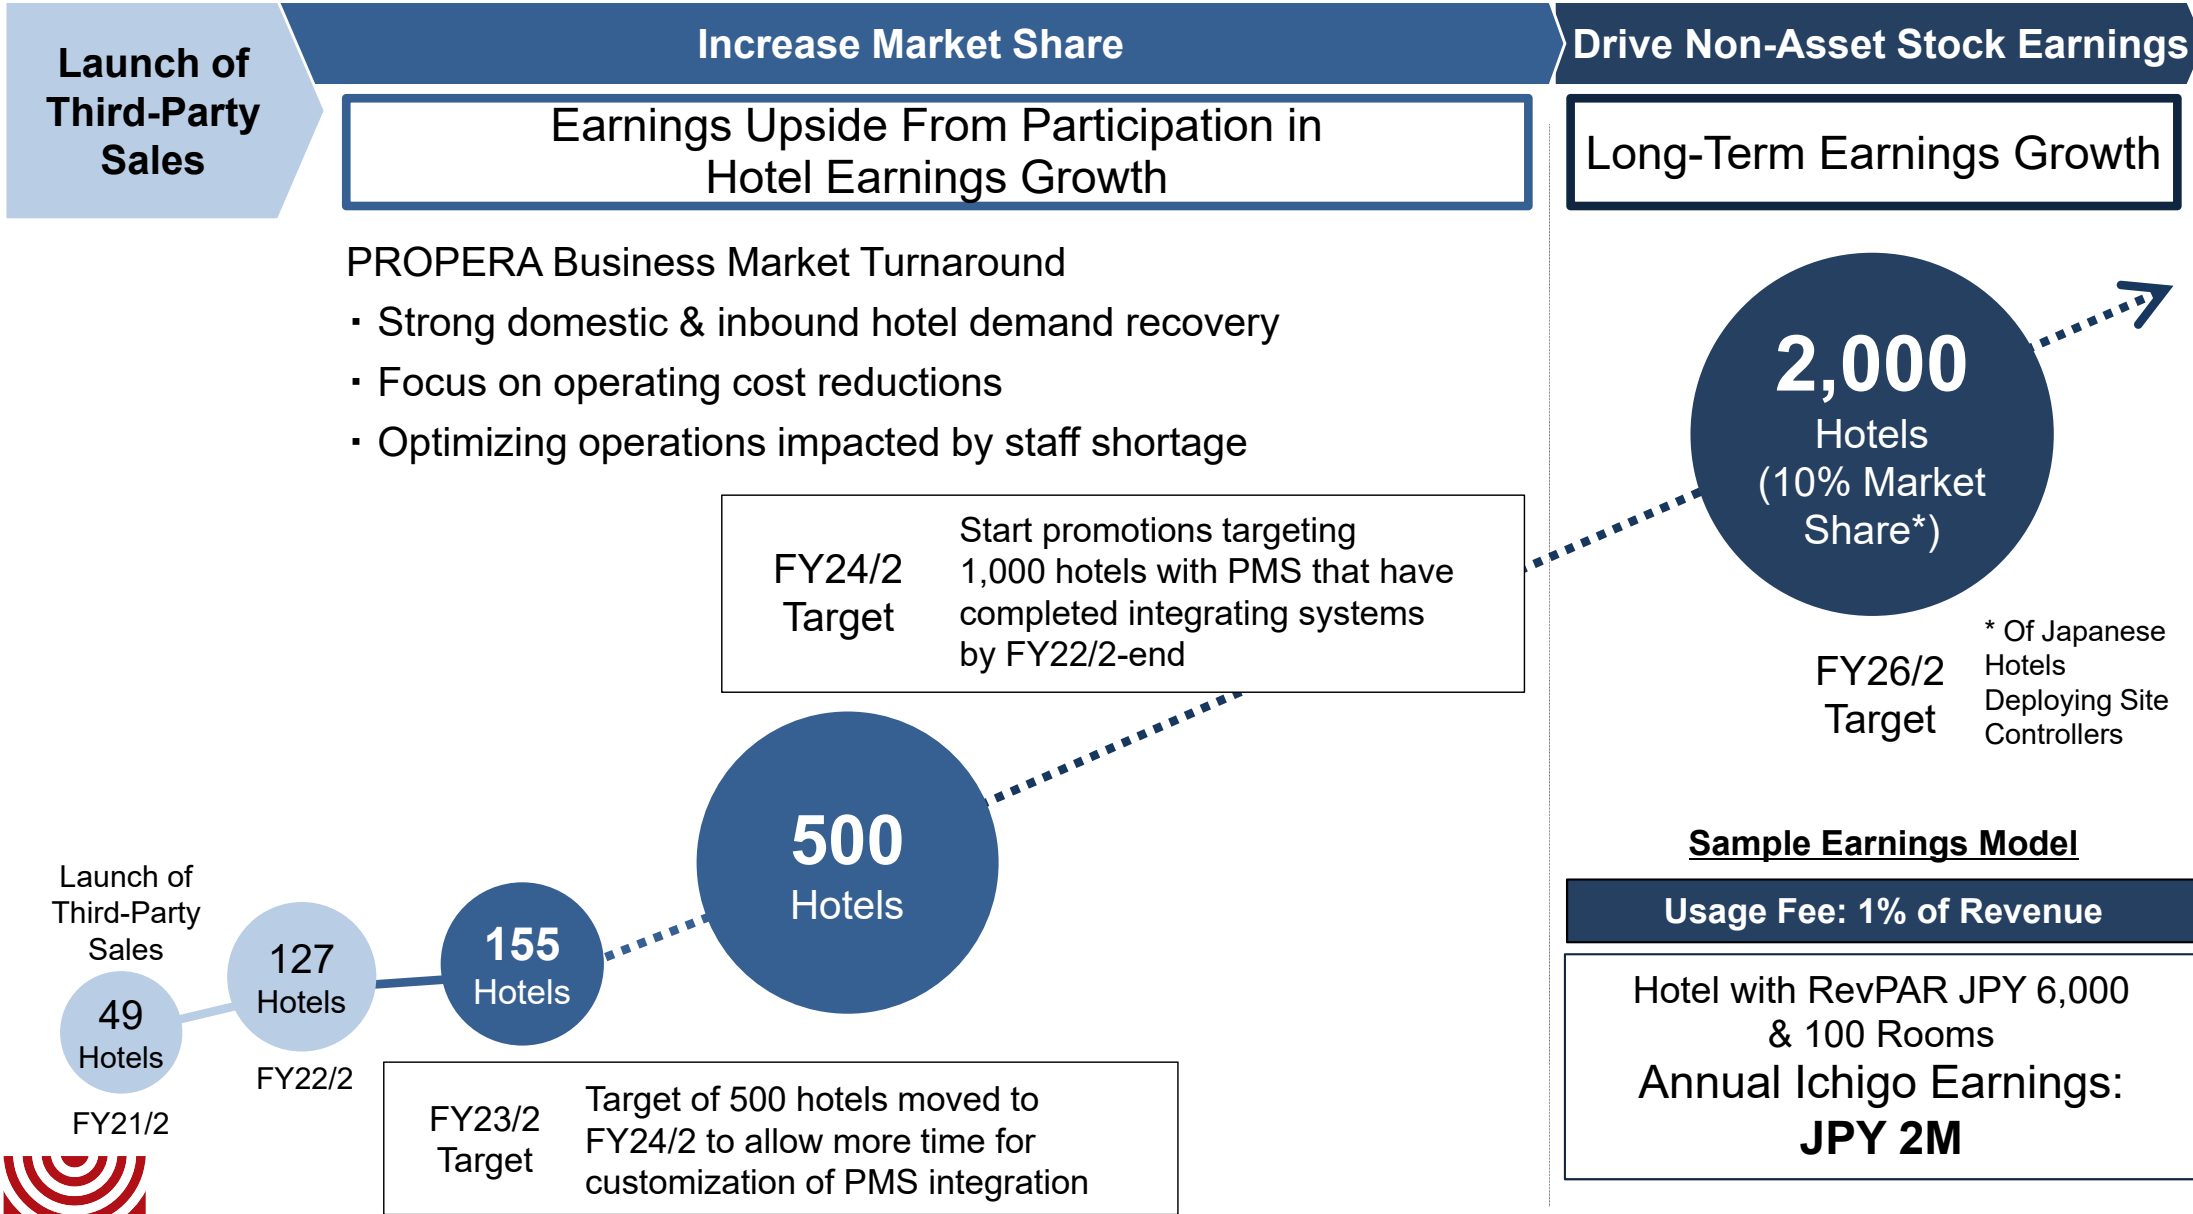 Launch of
Third-Party
Sales
Increase Market Share
Drive Non-Asset Stock Earnings
Earnings Upside From Participation in
Hotel Earnings Growth
Long-Term Earnings Growth
PROPERA Business Market Turnaround
・Strong domestic & inbound hotel demand recovery
・Focus on operating cost reductions
・Optimizing operations impacted by staff shortage
FY24/2
Target
Start promotions targeting
1,000 hotels with PMS that have
completed integrating systems
by FY22/2-end
2,000
Hotels
(10% Market
Share*)
FY26/2
Target
* Of Japanese
Hotels
Deploying Site
Controllers
500
Hotels
155
Hotels
127
Hotels
FY22/2
Launch of
Third-Party
Sales
49
Hotels
FY21/2
FY23/2
Target
Target of 500 hotels moved to
FY24/2 to allow more time for
customization of PMS integration
Sample Earnings Model
Usage Fee: 1% of Revenue
Hotel with RevPAR JPY 6,000
& 100 Rooms
Annual Ichigo Earnings:
JPY 2M